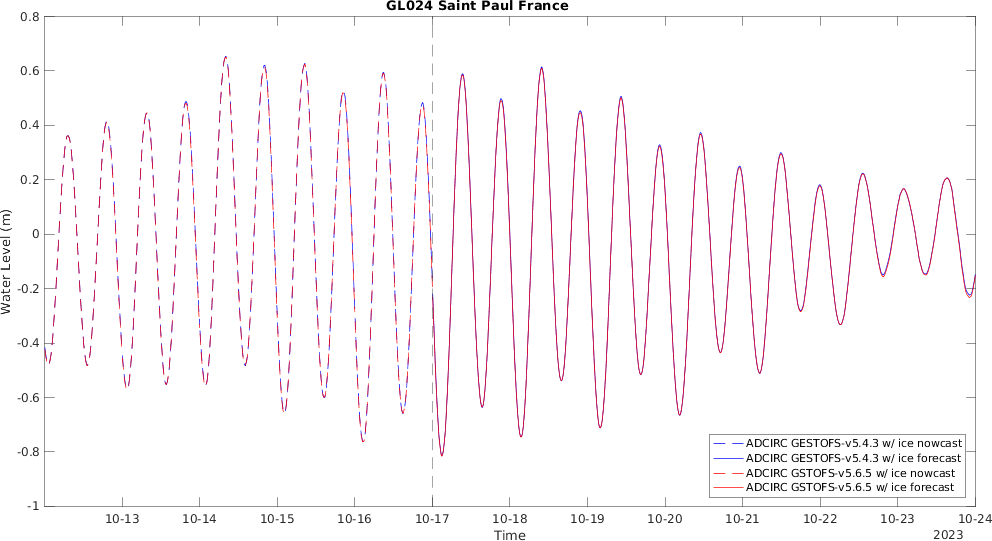 GL024 Saint Paul France
0.8
0.6
0.4
0.2
0
-0.2
-0.4
-0.6
-0.8
-1
Water Level (m)
ADCIRC GESTOFS-v5.4.3 w/ ice nowcast
ADCIRC GESTOFS-v5.4.3 w/ ice forecast
ADCIRC GSTOFS-v5.6.5 w/ ice nowcast
ADCIRC GSTOFS-v5.6.5 w/ ice forecast
10-13 10-14 10-15 10-16 10-17 10-18 10-19 10-20 10-21 10-22 10-23 10-24
Time
2023